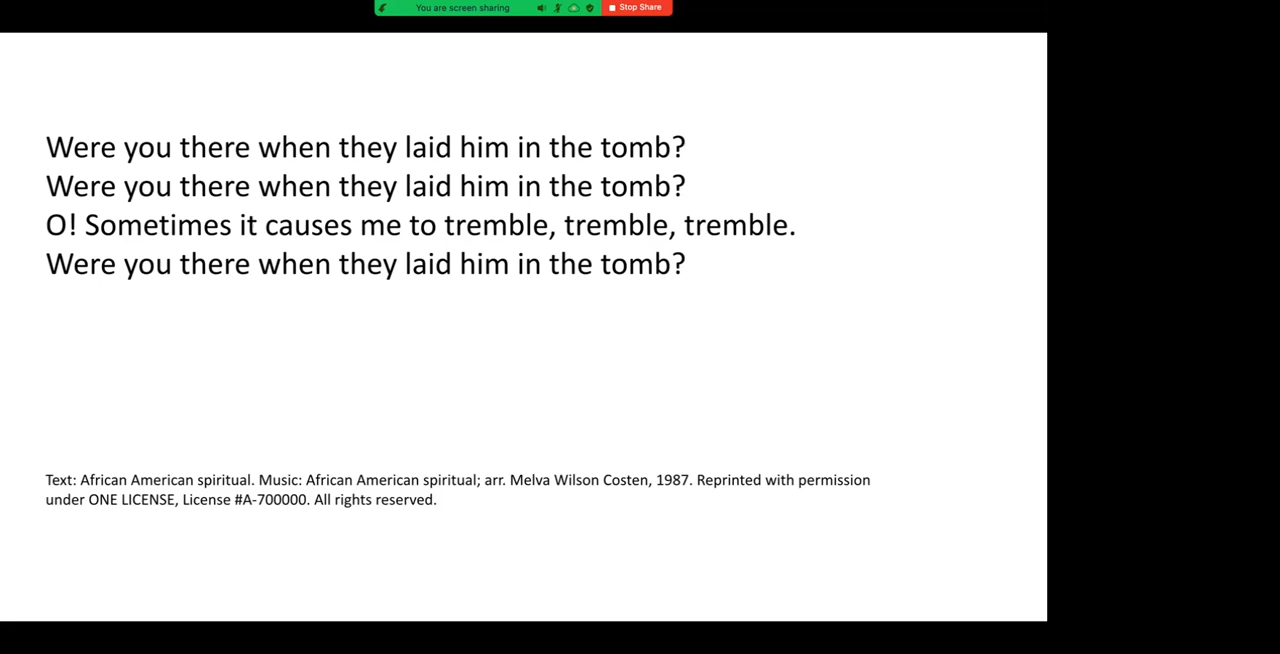 You are screen sharing
Stop Share
Were you there when they laid him in the tomb?
Were you there when they laid him in the tomb?
O! Sometimes it causes me to tremble, tremble, tremble.
Were you there when they laid him in the tomb?
Text: African American spiritual. Music: African American spiritual; arr. Melva Wilson Costen, 1987. Reprinted with permission
under ONE LICENSE, License #A-700000. All rights reserved.